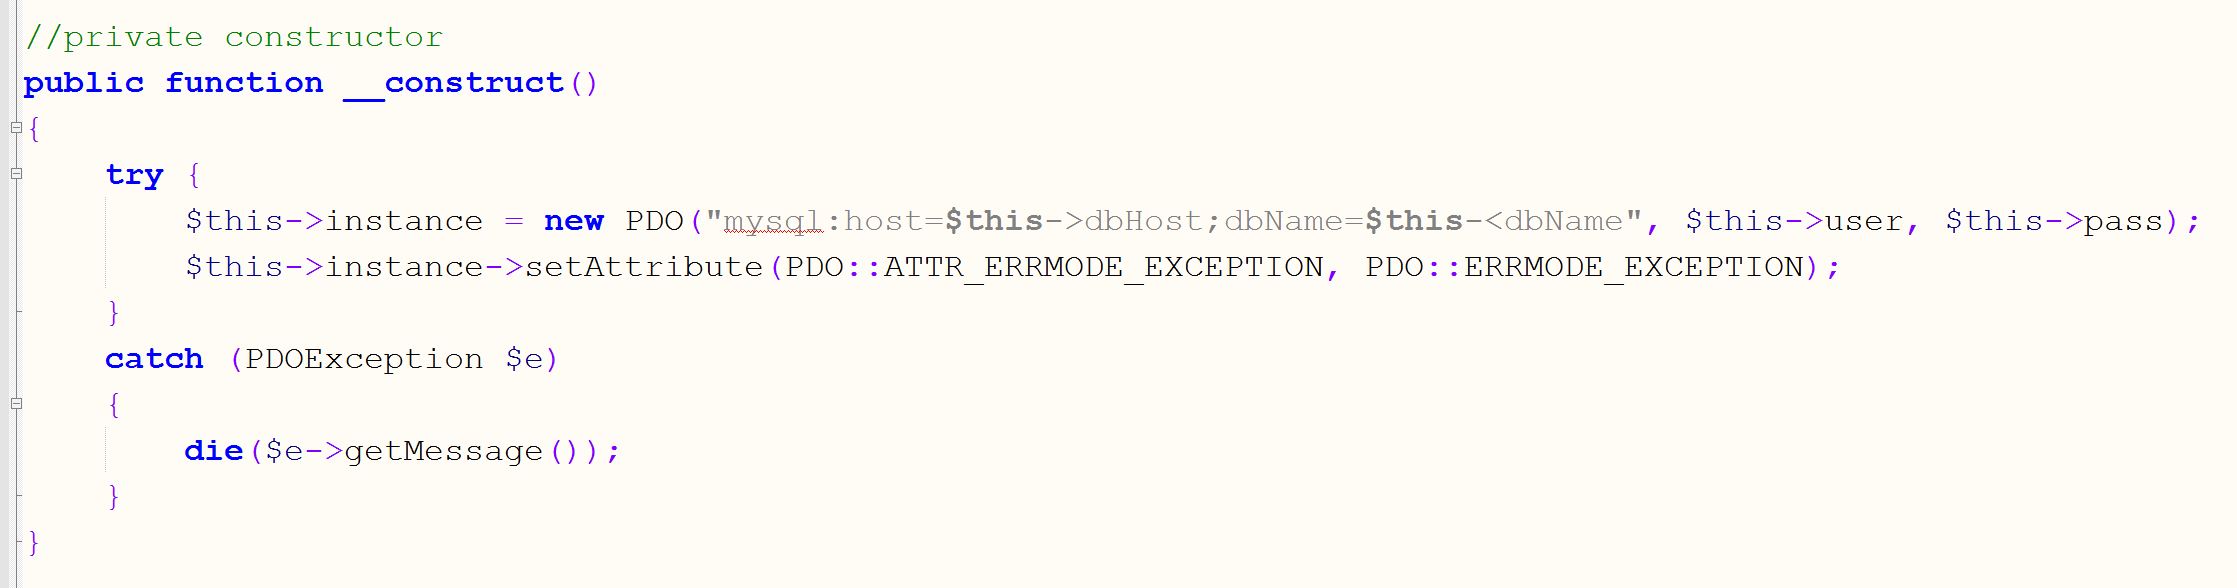 //private constructor
public function __construct()
{
try {
$this->instance = new PDO("mysql:host=$this->dbHost;dbName=$this-<dbName", $this->user, $this->pass);
$this->instance->setAttribute(PDO::ATTR_ERRMODE_EXCEPTION, PDO::ERRMODE_EXCEPTION);
}
catch (PDOException $e)
{
die($e->getMessage());
}
}